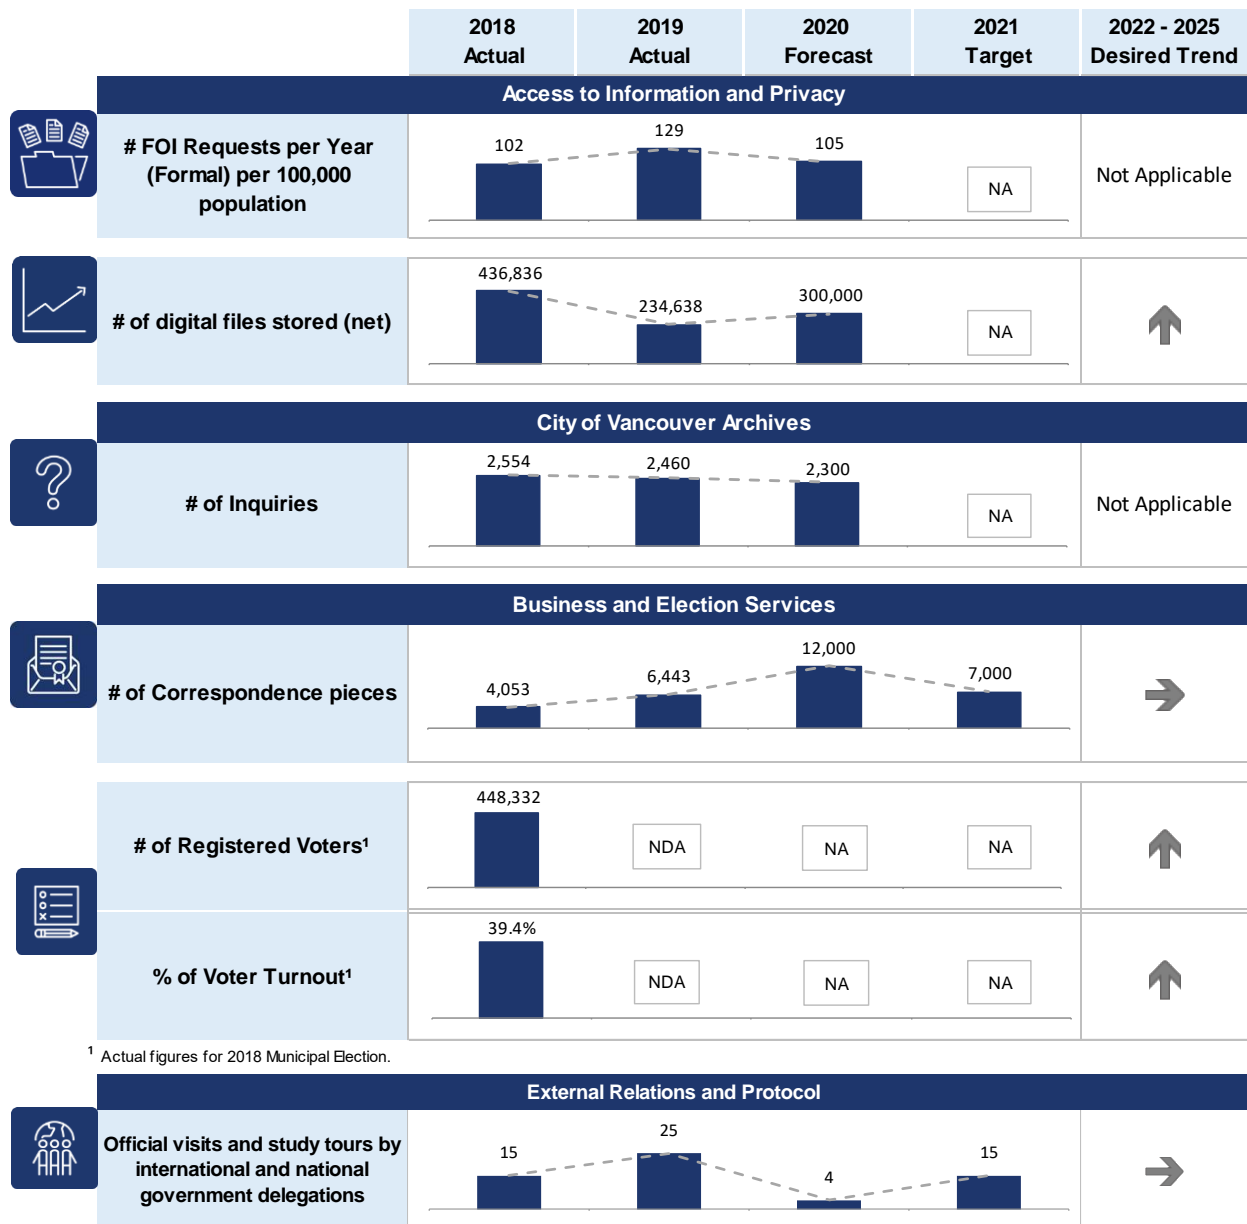 2018 2019 2020 2021 2022 - 2025
Actual Actual Forecast Target Desired Trend
Access to Information and Privacy
# FOI Requests per Year
(Formal) per 100,000
population
102 129 105 NA Not Applicable
# of digital files stored (net)
436,836 234,638 300,000 NA
City of Vancouver Archives
# of Inquiries
2,554 2,460 2,300 NA Not Applicable
Business and Election Services
# of Correspondence pieces
4,053 6,443 12,000 7,000
# of Registered Voters¹
448,332 NDA NA NA
% of Voter Turnout¹
39.4% NDA NA NA
¹ Actual figures for 2018 Municipal Election.
External Relations and Protocol
Official visits and study tours by
international and national
government delegations
15 25 4 15